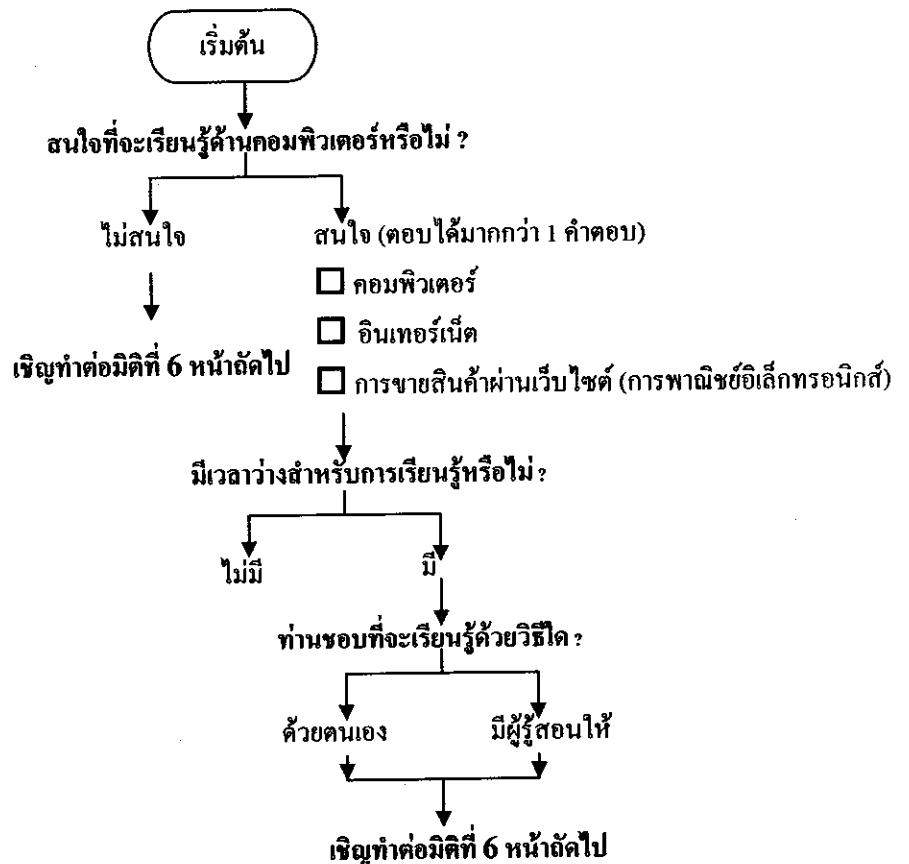 เริ่มต้น
สนใจที่จะเรียนรู้ด้านคอมพิวเตอร์หรือไม่ ?
ไม่สนใจ
สนใจ (ตอบได้มากกว่า 1 คำตอบ)
คอมพิวเตอร์
อินเทอร์เน็ต
เชิญทำต่อมิติที่ 6 หน้าถัดไป
การขายสินค้าผ่านเว็บไซต์ (การพาณิชย์อิเล็กทรอนิกส์)
มีเวลาว่างสำหรับการเรียนรู้หรือไม่ ?
ไม่มี
มี
ท่านชอบที่จะเรียนรู้ด้วยวิธีใด ?
ด้วยตนเอง
มีผู้รู้สอนให้
เชิญทำต่อมิติที่ 6 หน้าถัดไป